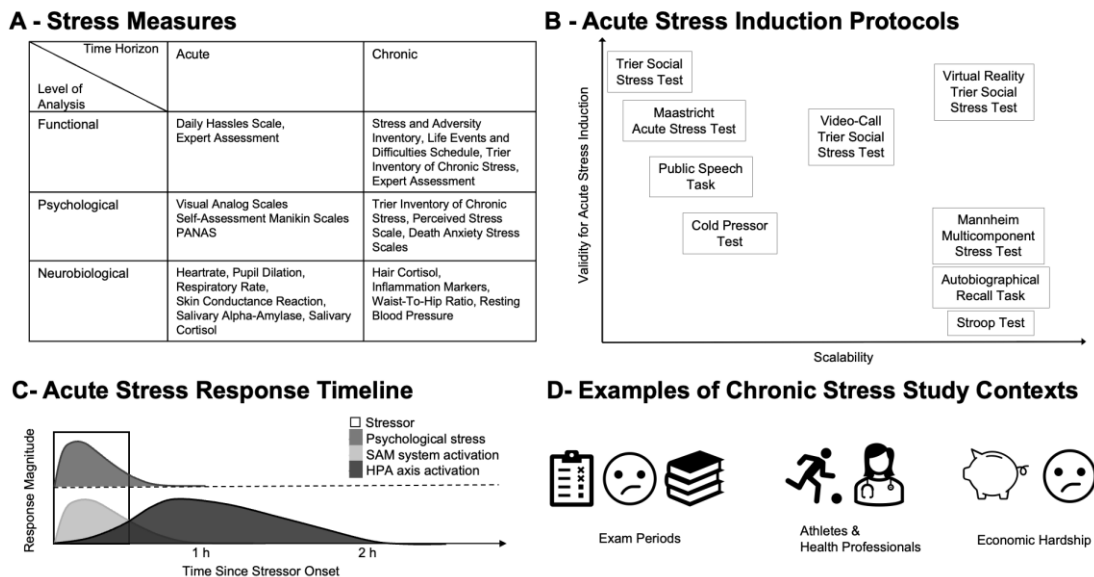 A - Stress Measures
Time Horizon
Level of
Analysis
Acute
Chronic
Functional
Daily Hassles Scale,
Expert Assessment
Stress and Adversity
Inventory, Life Events and
Difficulties Schedule, Trier
Inventory of Chronic Stress,
Expert Assessment
Psychological
Visual Analog Scales
Self-Assessment Manikin Scales
PANAS
Trier Inventory of Chronic
Stress, Perceived Stress
Scale, Death Anxiety Stress
Scales
Neurobiological
Heartrate, Pupil Dilation,
Respiratory Rate,
Skin Conductance Reaction,
Salivary Alpha-Amylase, Salivary
Cortisol
Hair Cortisol,
Inflammation Markers,
Waist-To-Hip Ratio, Resting
Blood Pressure
B - Acute Stress Induction Protocols
Validity for Acute Stress Induction
Trier Social
Stress Test
Maastricht
Acute Stress Test
Public Speech
Task
Cold Pressor
Test
Video-Call
Trier Social
Stress Test
Virtual Reality
Trier Social
Stress Test
Mannheim
Multicomponent
Stress Test
Autobiographical
Recall Task
Stroop Test
Scalability
C- Acute Stress Response Timeline
Response Magnitude
Stressor
Psychological stress
SAM system activation
HPA axis activation
1 h
2 h
Time Since Stressor Onset
D- Examples of Chronic Stress Study Contexts
Exam Periods
Athletes &
Health Professionals
Economic Hardship